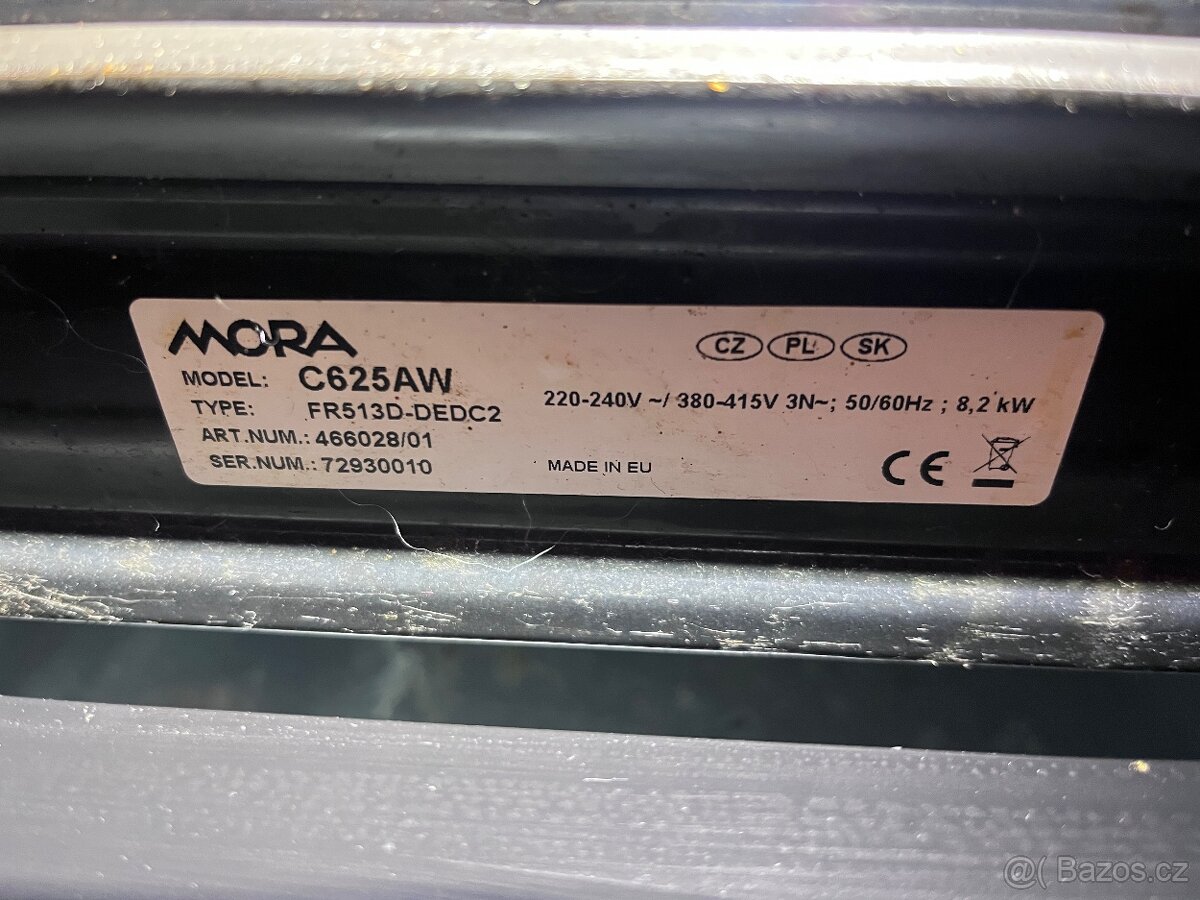 MORA
CZ PL SK
MODEL: C625AW
TYPE: FR513D-DEDC2
220-240V ~/ 380-415V 3N~; 50/60Hz ; 8,2 kW
ART.NUM.: 466028/01
SER.NUM.: 72930010
MADE IN EU
CE
@( Bazos.cz